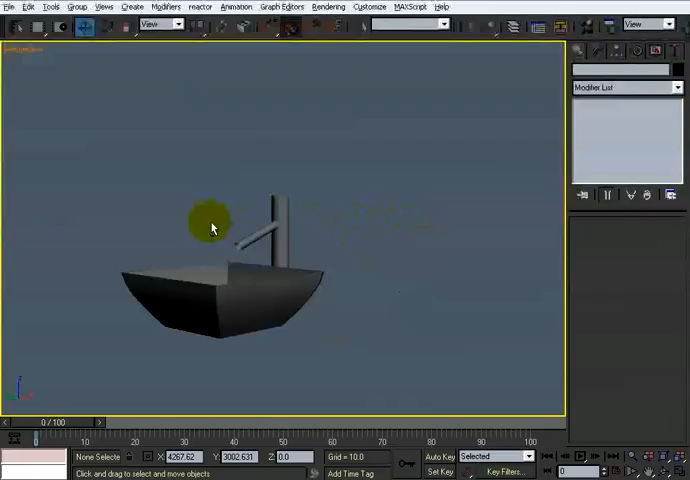 File Edit Tools Group Views Create Modifiers reactor Animation Graph Editors Rendering Customize MAXScript Help
View
View
Modifier List
z
x
0 / 100
0 10 20 30 40 50 60 70 80 90 100
None Selecte X: 4267.62 Y: 3002.631 Z: 0.0 Grid = 10.0 Auto Key Selected
Click and drag to select and move objects Add Time Tag Set Key Key Filters... 0